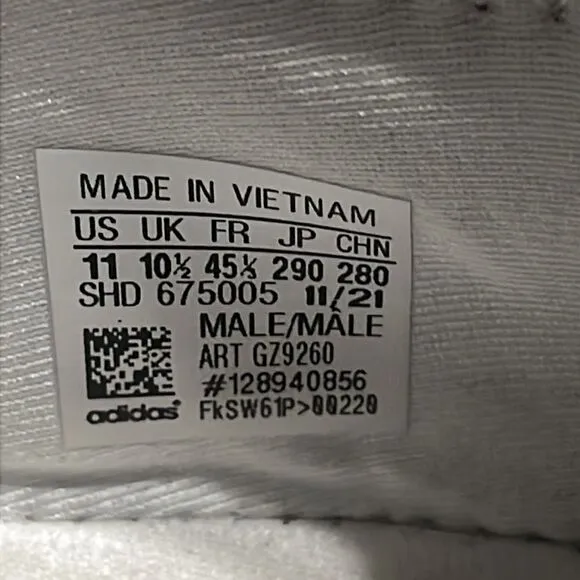 MADE IN VIETNAM
US UK FR JP CHN
11 10½ 45⅓ 290 280
SHD 675005 11/21
MALE/MÂLE
ART GZ9260
#128940856
adidas FkSW61P>00220